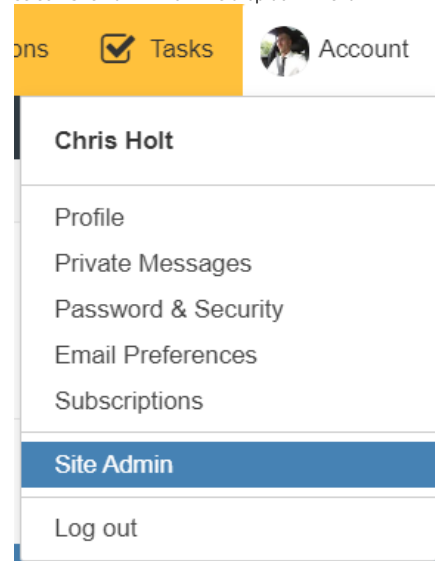 ons Tasks Account
Chris Holt
Profile
Private Messages
Password & Security
Email Preferences
Subscriptions
Site Admin
Log out